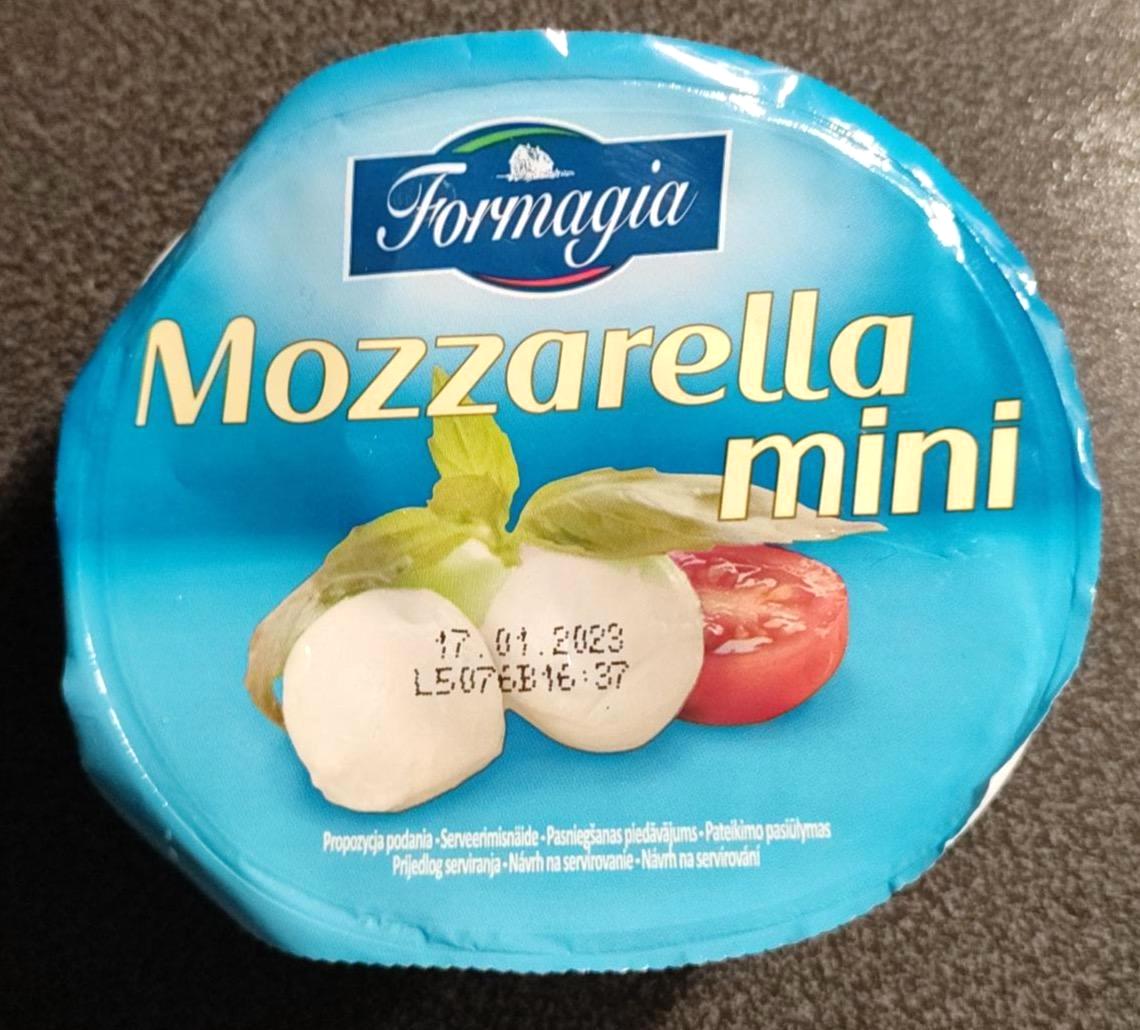 Formagia
Mozzarella
mini
17.01.2023
L5076B16:37
Propozycja podania • Serveerimisnäide • Pasniegšanas piedāvājums • Pateikimo pasiūlymas
Prijedlog serviranja • Návrh na servírovanie • Návrh na servírování